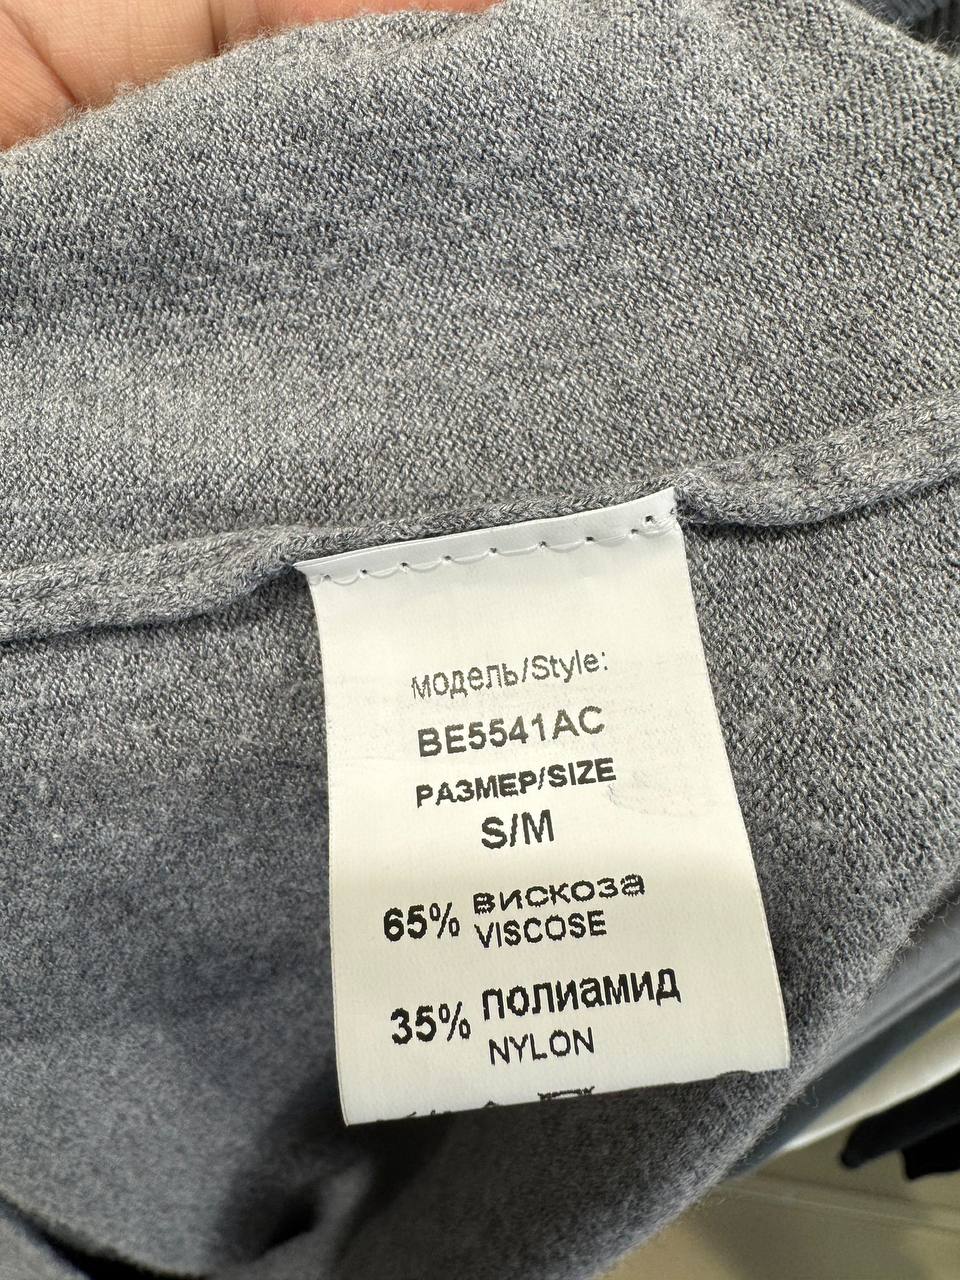 модель/Style:
BE5541AC
РАЗМЕР/SIZE
S/M
65% вискоза
VISCOSE
35% полиамид
NYLON